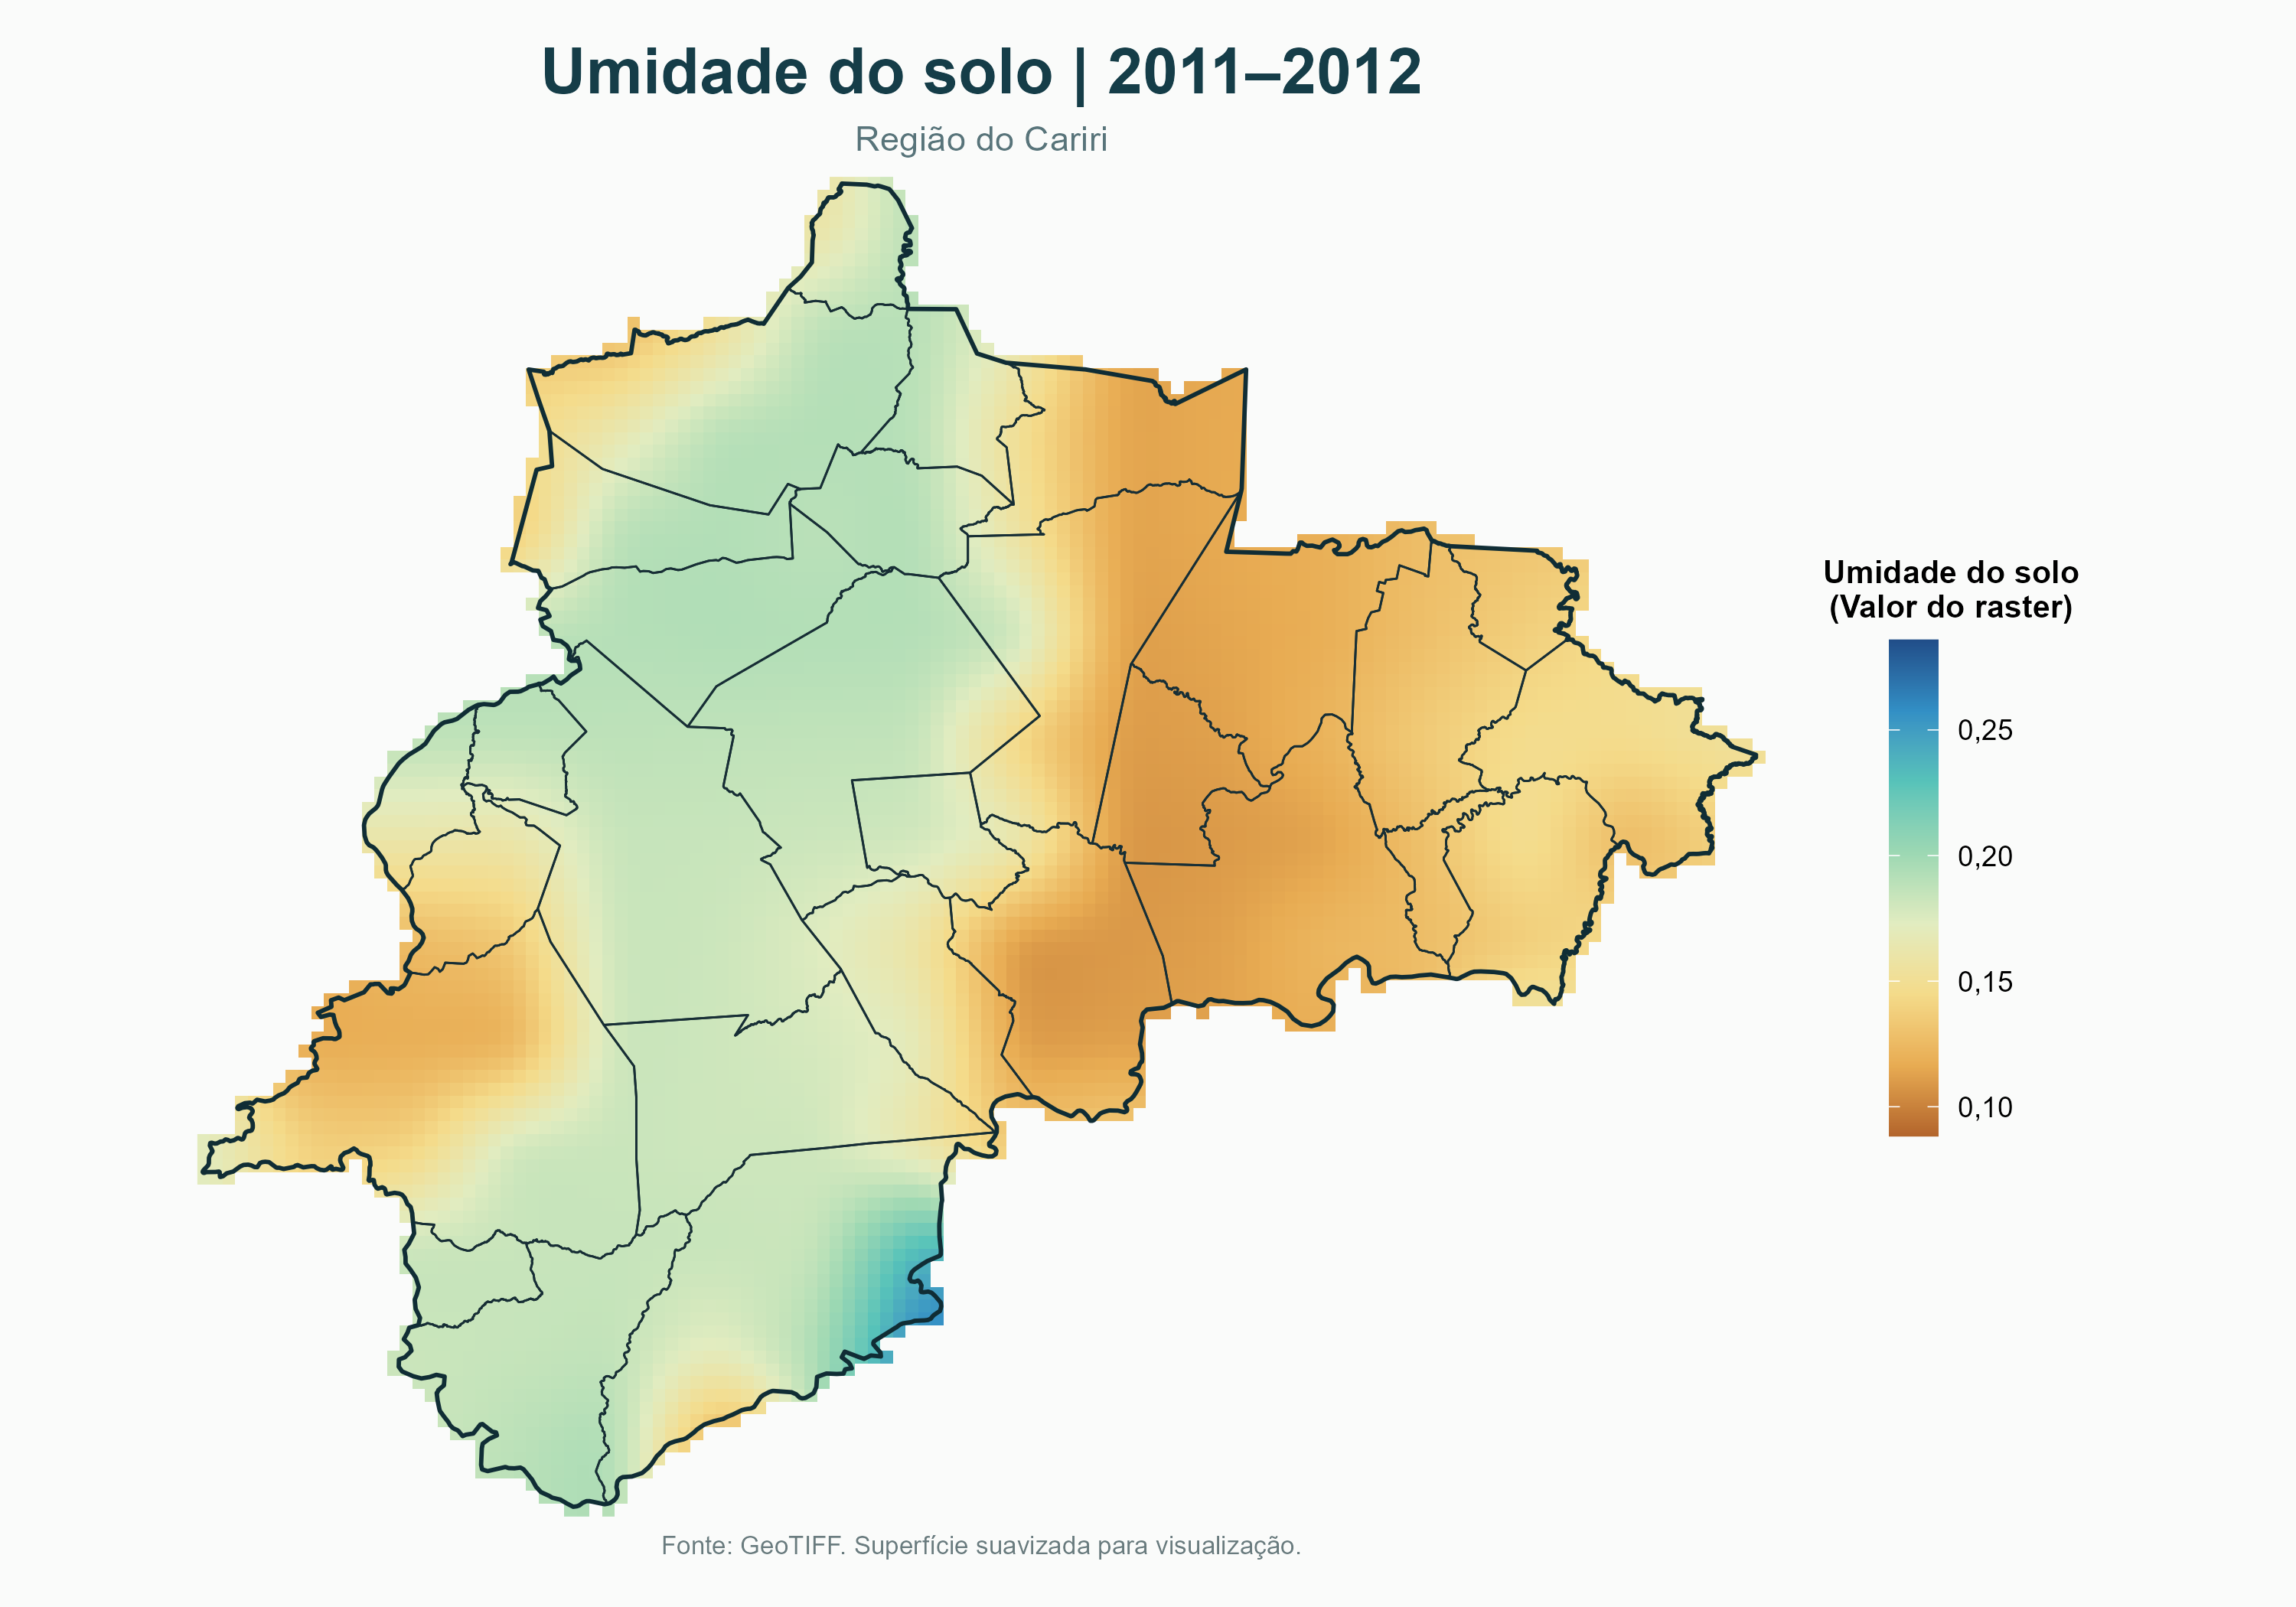 Umidade do solo | 2011–2012
Região do Cariri
Umidade do solo
(Valor do raster)
0,25
0,20
0,15
0,10
Fonte: GeoTIFF. Superfície suavizada para visualização.